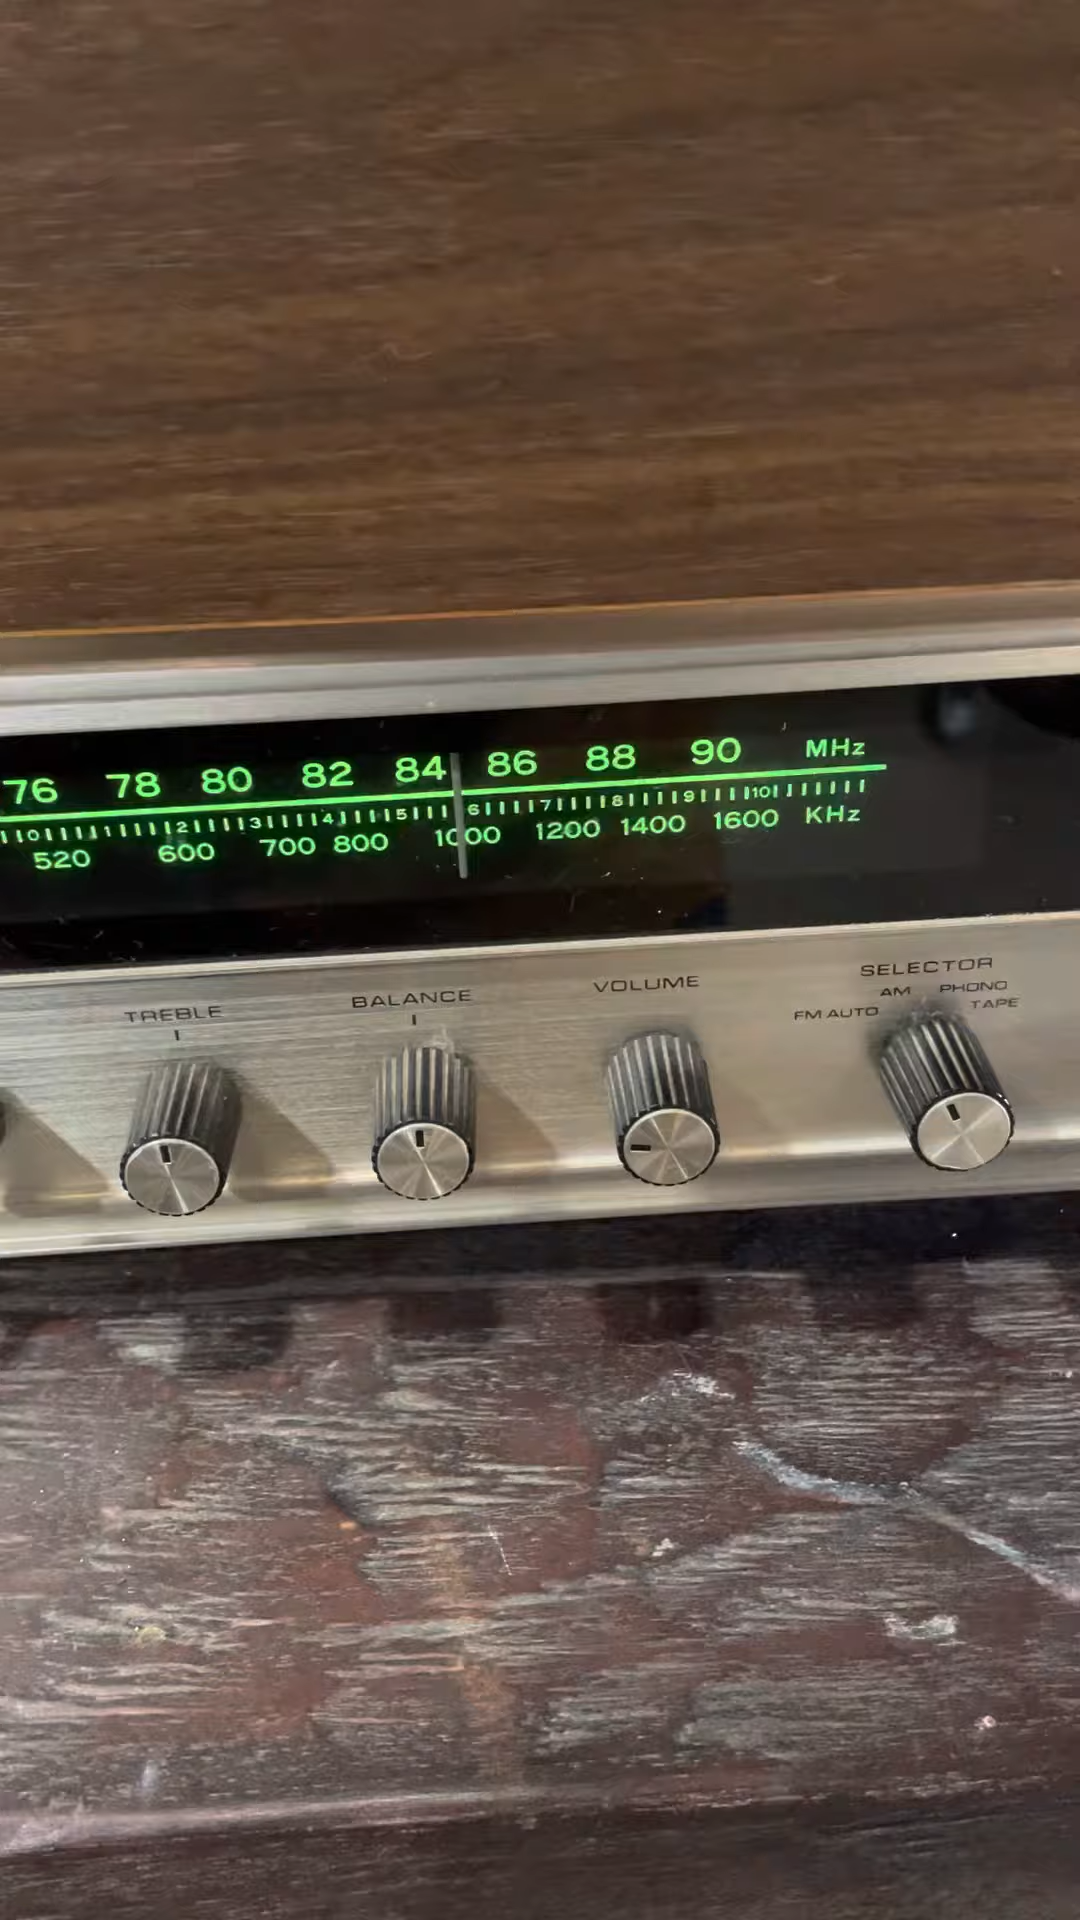 76 78 80 82 84 86 88 90 MHz
0 1 2 3 4 5 6 7 8 9 10
520 600 700 800 1000 1200 1400 1600 KHz
TREBLE BALANCE VOLUME SELECTOR
FM AUTO AM PHONO TAPE